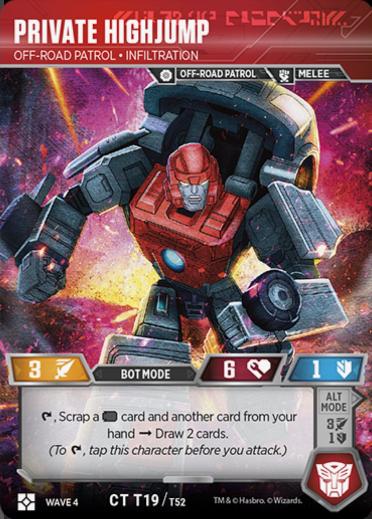 PRIVATE HIGHJUMP
OFF-ROAD PATROL • INFILTRATION
OFF-ROAD PATROL MELEE
3 BOT MODE 6 1
, Scrap a card and another card from your
hand → Draw 2 cards.
(To , tap this character before you attack.)
ALT
MODE
3
1
WAVE 4 CT T19 / T52 TM & © Hasbro. © Wizards.